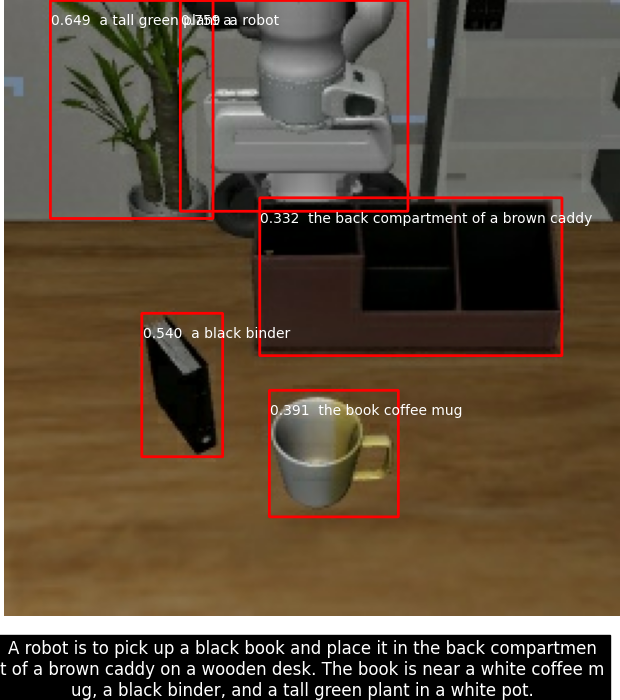 0.649  a tall green plant a
0.759  a robot
0.332  the back compartment of a brown caddy
0.540  a black binder
0.391  the book coffee mug
A robot is to pick up a black book and place it in the back compartmen
t of a brown caddy on a wooden desk. The book is near a white coffee m
ug, a black binder, and a tall green plant in a white pot.